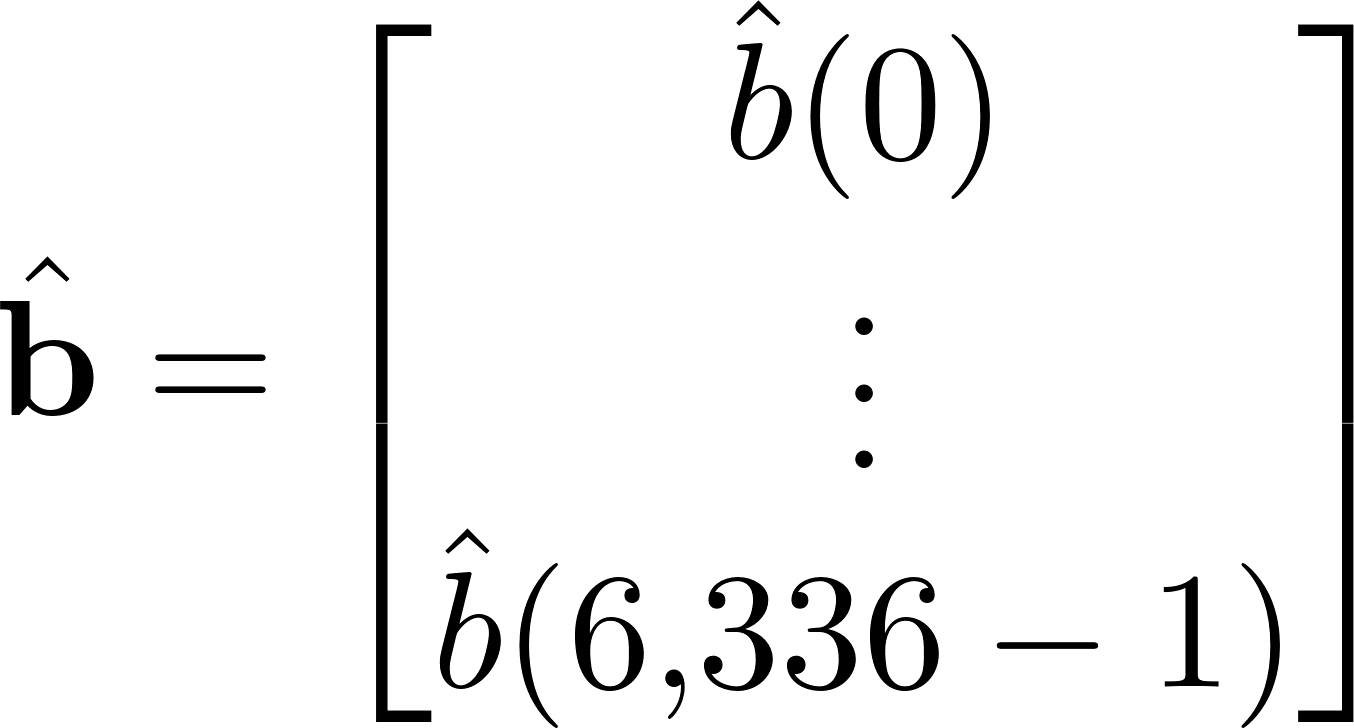 b̂(0)
⋮
𝐛̂ =
b̂(6,336 − 1)